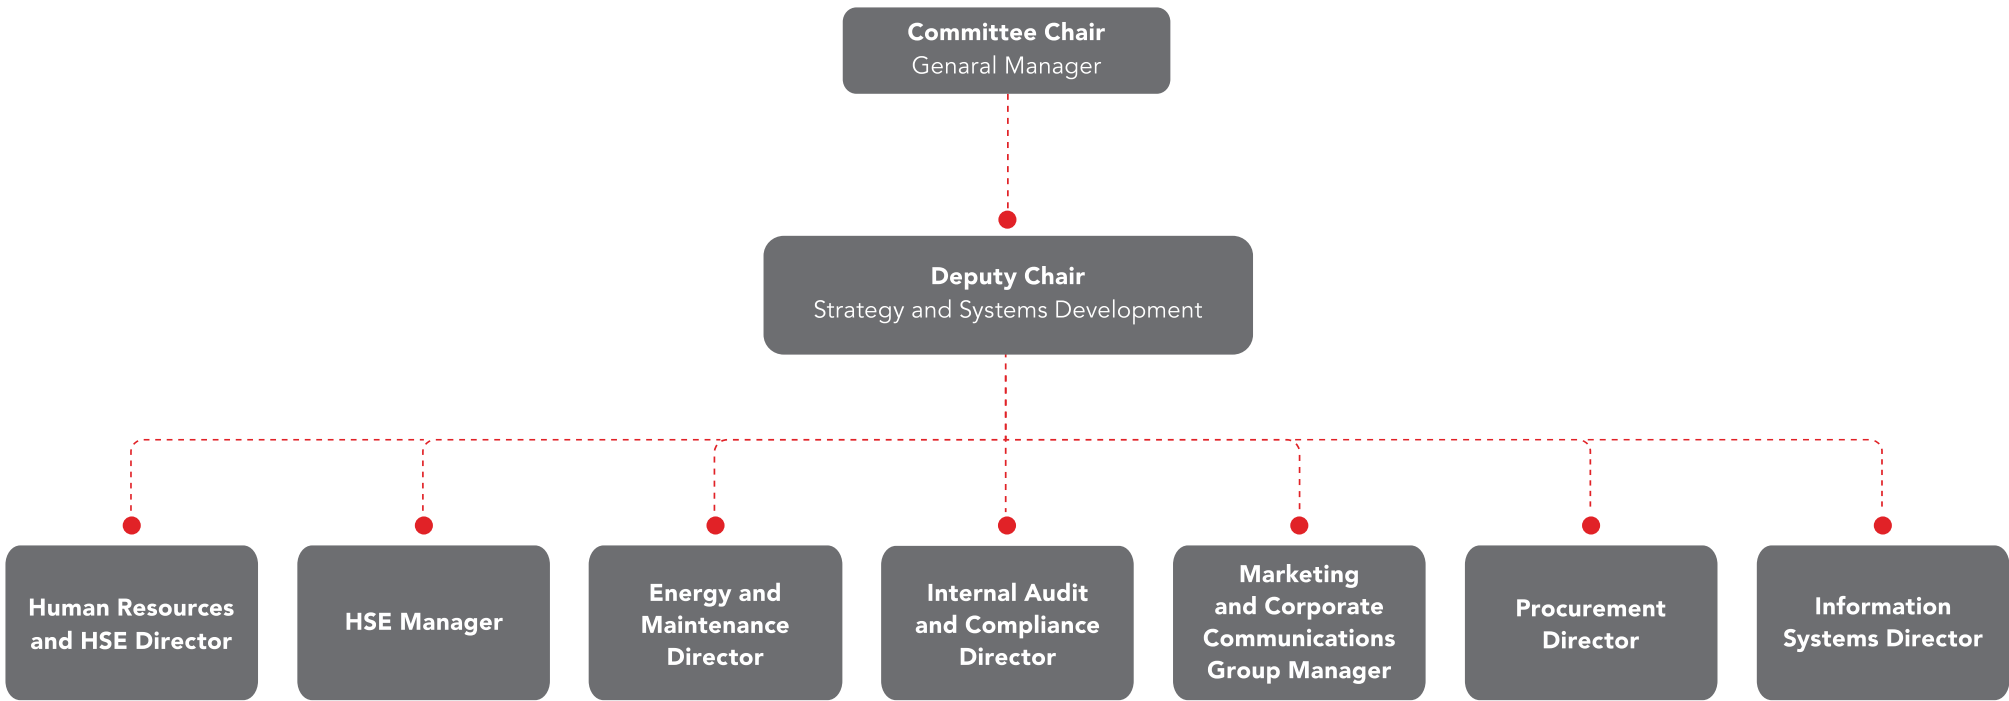 Committee Chair
Genaral Manager
Deputy Chair
Strategy and Systems Development
Human Resources
and HSE Director
HSE Manager
Energy and
Maintenance
Director
Internal Audit
and Compliance
Director
Marketing
and Corporate
Communications
Group Manager
Procurement
Director
Information
Systems Director